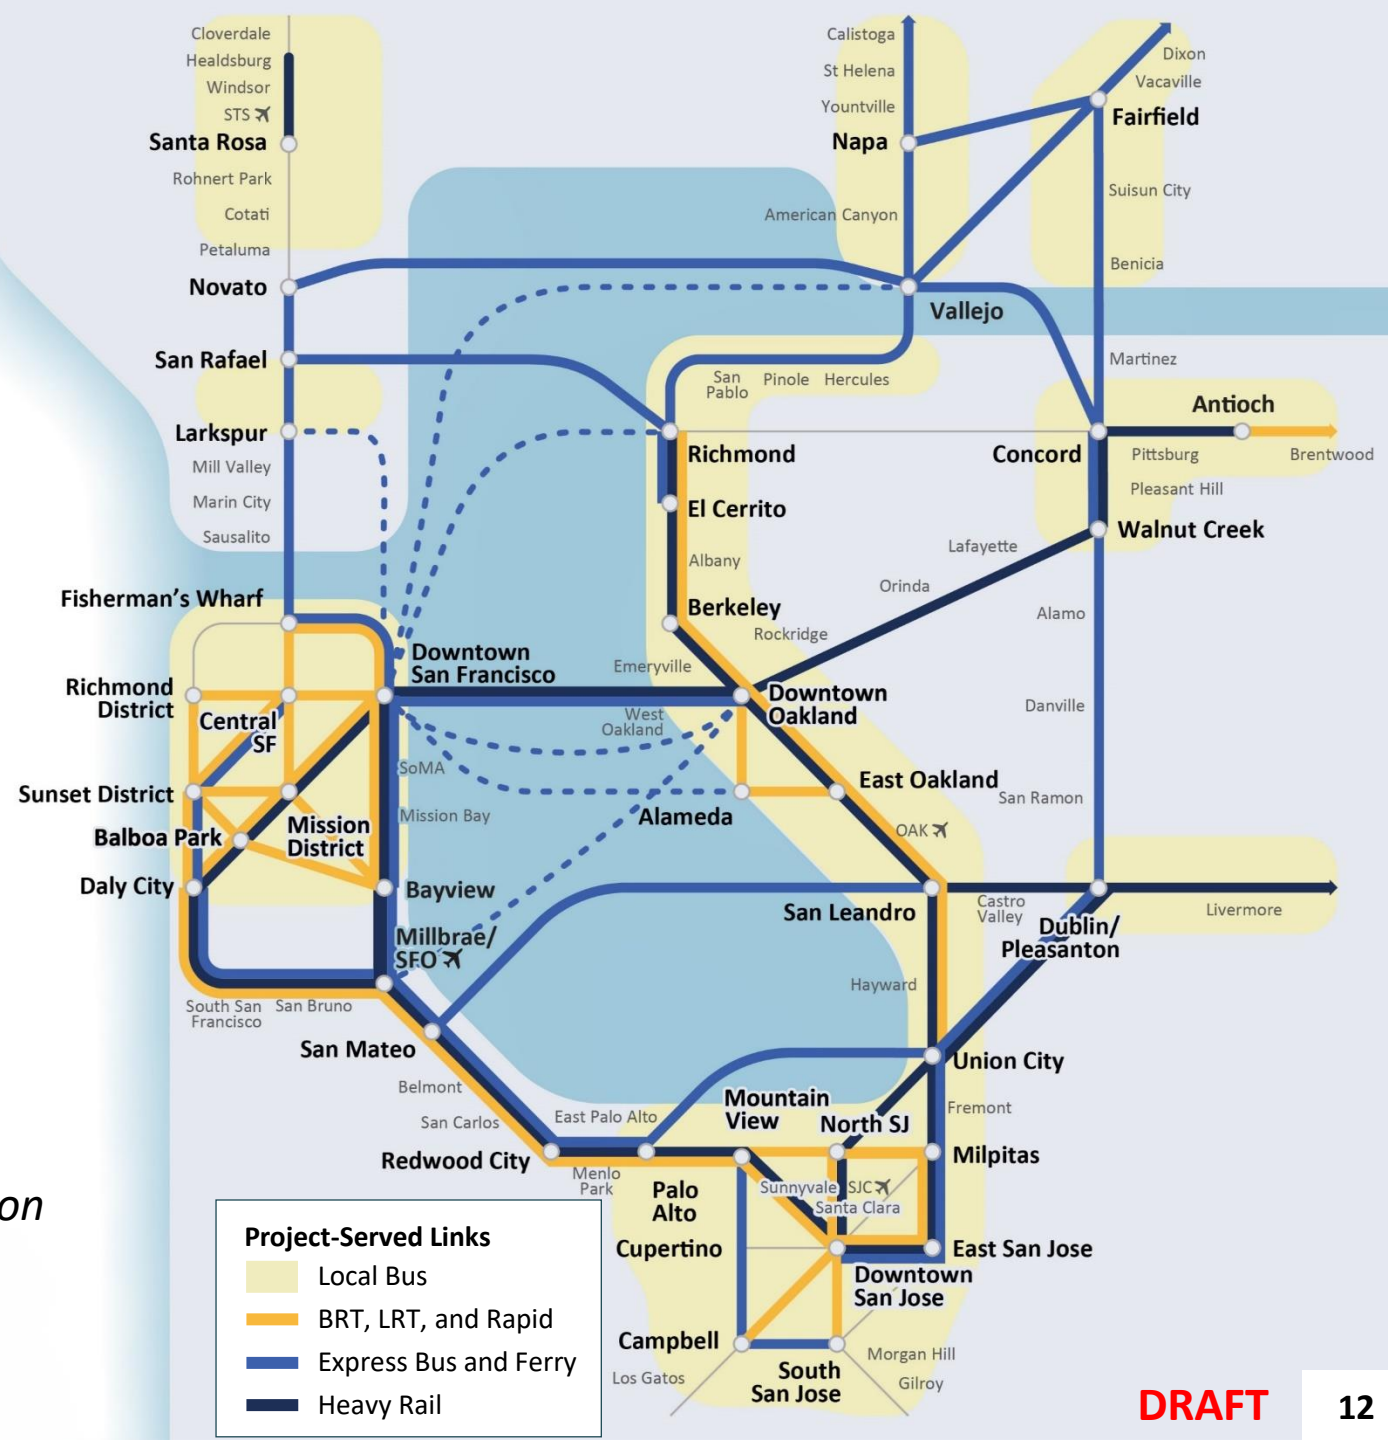 Cloverdale
Healdsburg
Windsor
STS
Santa Rosa
Rohnert Park
Cotati
Petaluma
Novato
San Rafael
Larkspur
Mill Valley
Marin City
Sausalito
Fisherman's Wharf
Calistoga
St Helena
Yountville
Napa
American Canyon
Dixon
Vacaville
Fairfield
Suisun City
Benicia
Vallejo
Martinez
San
Pablo
Pinole
Hercules
Antioch
Richmond
Concord
Pittsburg
Brentwood
Pleasant Hill
El Cerrito
Walnut Creek
Albany
Lafayette
Orinda
Berkeley
Rockridge
Alamo
Emeryville
Downtown
San Francisco
Richmond
District
Central
SF
West
Oakland
Downtown
Oakland
Danville
SoMA
Sunset District
Mission Bay
Alameda
East Oakland
San Ramon
OAK
Balboa Park
Mission
District
Daly City
Bayview
San Leandro
Castro
Valley
Livermore
Dublin/
Pleasanton
Millbrae/
SFO
Hayward
South San
Francisco
San Bruno
San Mateo
Union City
Belmont
San Carlos
East Palo Alto
Mountain
View
North SJ
Fremont
Redwood City
Menlo
Park
Milpitas
Palo
Alto
Sunnyvale
SJC
Santa Clara
on
Cupertino
East San Jose
Downtown
San Jose
Campbell
Los Gatos
South
San Jose
Morgan Hill
Gilroy
Project-Served Links
Local Bus
BRT, LRT, and Rapid
Express Bus and Ferry
Heavy Rail
DRAFT
12